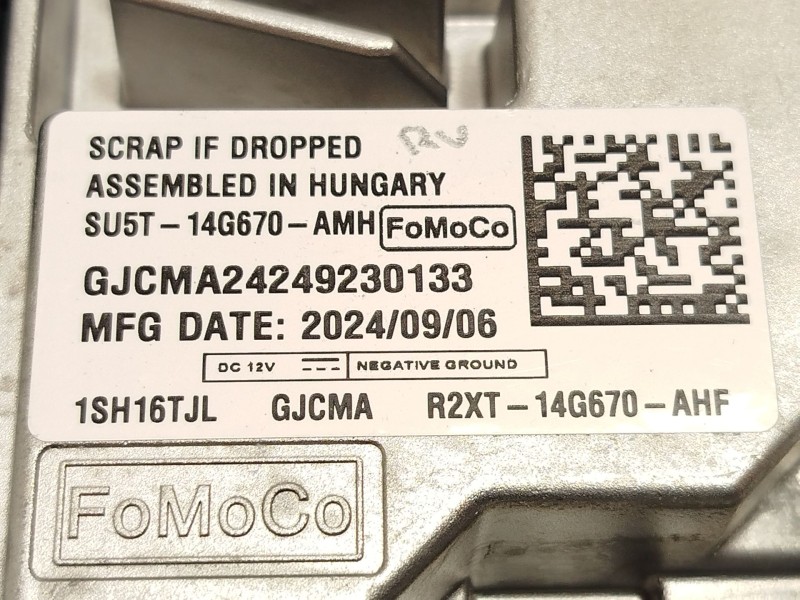 SCRAP IF DROPPED
ASSEMBLED IN HUNGARY
SU5T-14G670-AMH FoMoCo
GJCMA24249230133
MFG DATE: 2024/09/06
DC 12V NEGATIVE GROUND
1SH16TJL GJCMA R2XT-14G670-AHF
FoMoCo